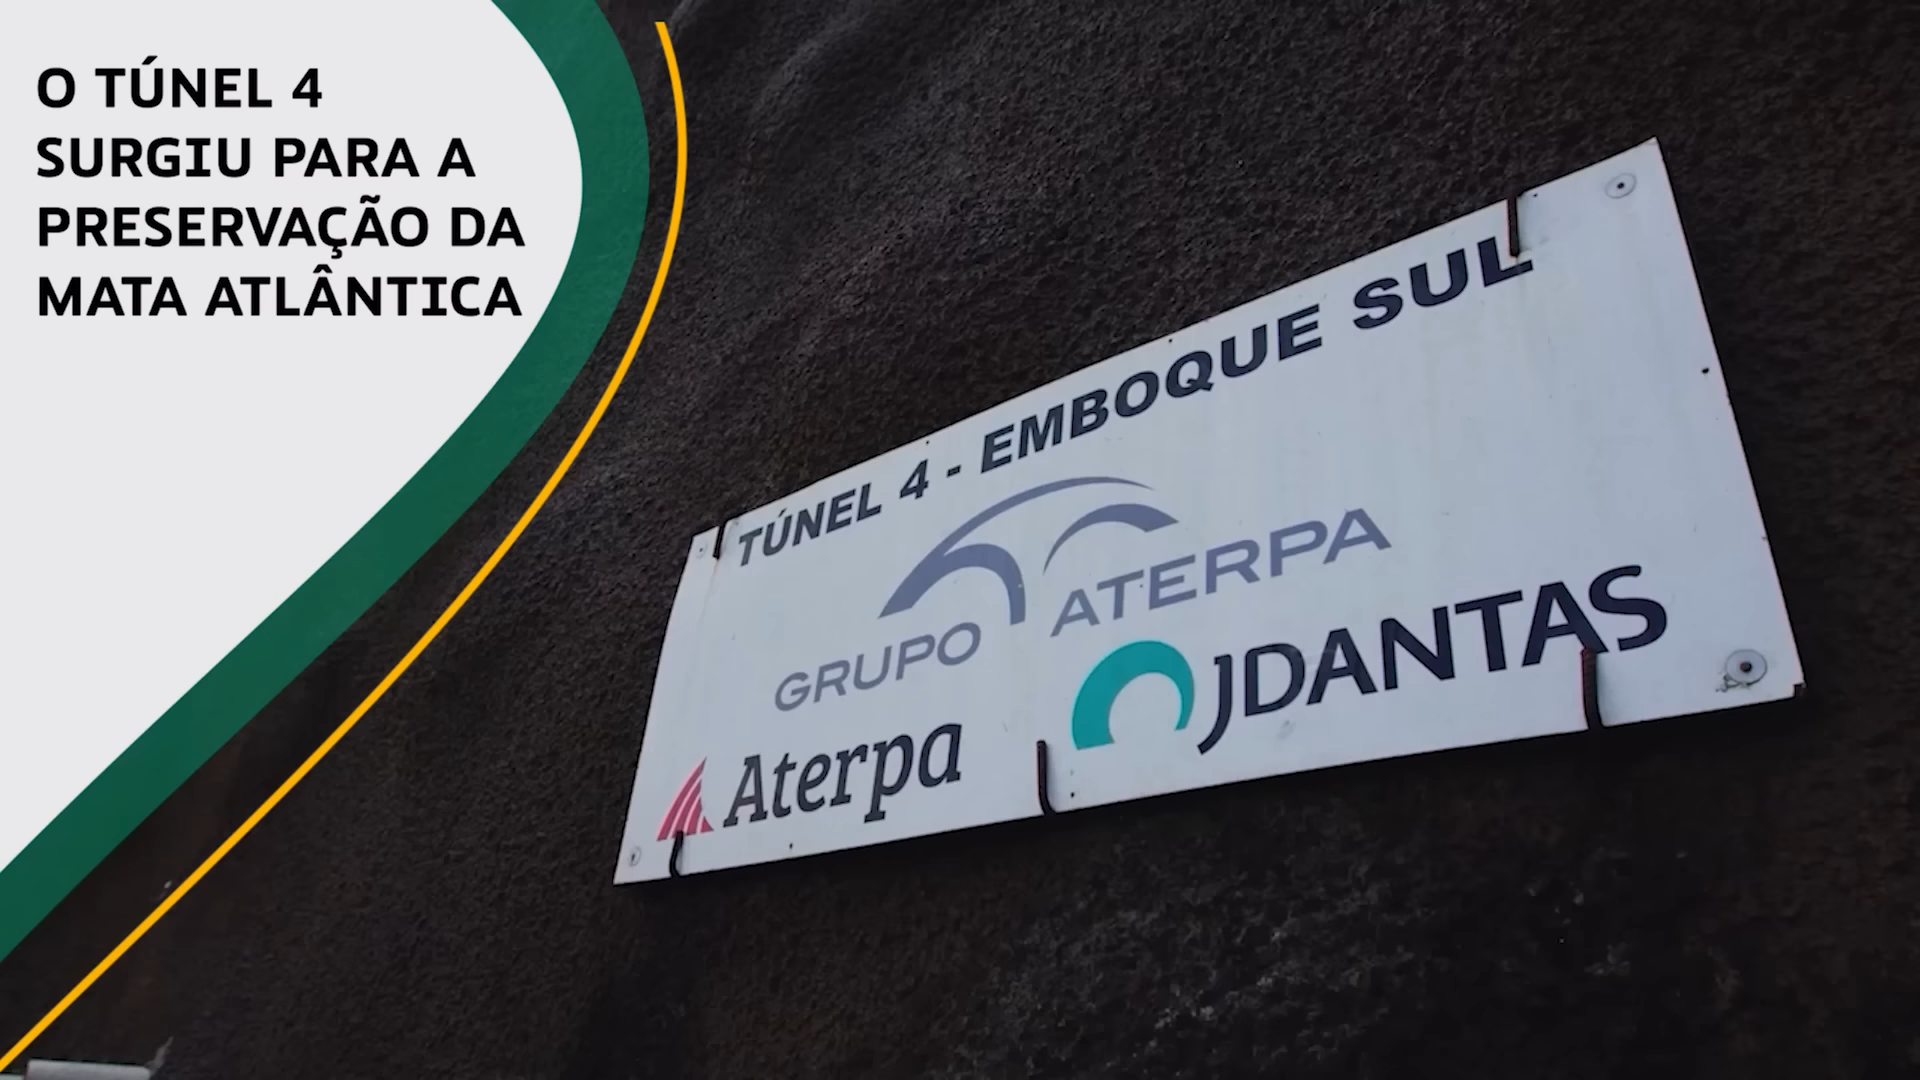 O TÚNEL 4
SURGIU PARA A
PRESERVAÇÃO DA
MATA ATLÂNTICA
TÚNEL 4 - EMBOQUE SUL
GRUPO ATERPA
Aterpa
JDANTAS